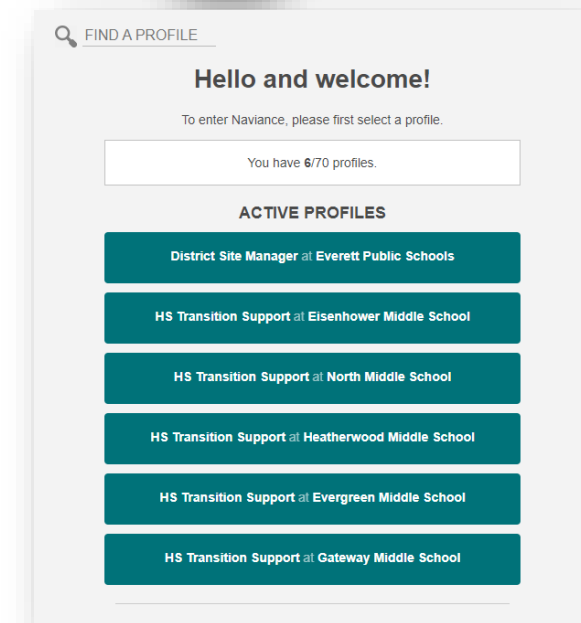 FIND A PROFILE
Hello and welcome!
To enter Naviance, please first select a profile.
You have 6/70 profiles.
ACTIVE PROFILES
District Site Manager at Everett Public Schools
HS Transition Support at Eisenhower Middle School
HS Transition Support at North Middle School
HS Transition Support at Heatherwood Middle School
HS Transition Support at Evergreen Middle School
HS Transition Support at Gateway Middle School